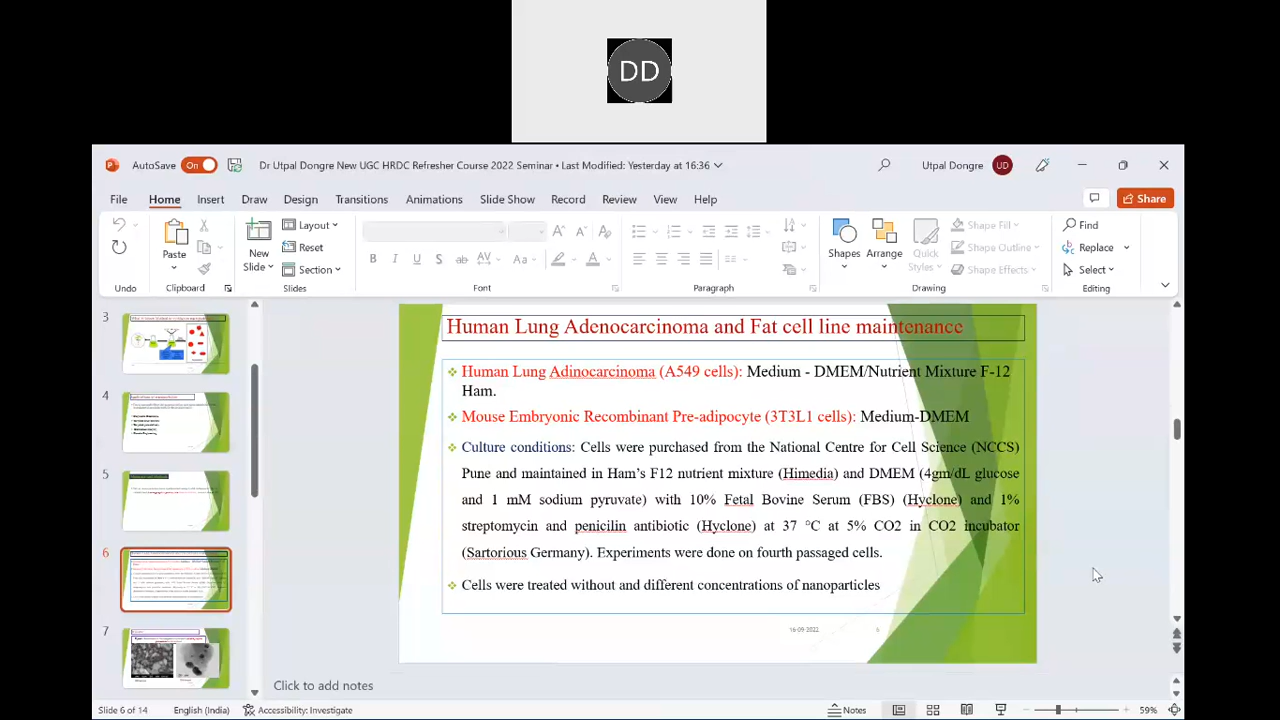 DD
AutoSave On Dr Utpal Dongre New UGC HRDC Refresher Course 2022 Seminar • Last Modified: Yesterday at 16:36 Utpal Dongre UD
File Home Insert Draw Design Transitions Animations Slide Show Record Review View Help Share
Paste
New Slide
Layout
Reset
Section
Shapes
Arrange
Quick Styles
Shape Fill
Shape Outline
Shape Effects
Find
Replace
Select
Undo Clipboard Slides Font Paragraph Drawing Editing
3
4
5
6
7
Human Lung Adenocarcinoma and Fat cell line maintenance
Human Lung Adinocarcinoma (A549 cells): Medium - DMEM/Nutrient Mixture F-12
Ham.
Mouse Embryonic Recombinant Pre-adipocyte (3T3L1 cells): Medium-DMEM
Culture conditions: Cells were purchased from the National Centre for Cell Science (NCCS)
Pune and maintained in Ham's F12 nutrient mixture (Himedia) and DMEM (4gm/dL glucose
and 1 mM sodium pyruvate) with 10% Fetal Bovine Serum (FBS) (Hyclone) and 1%
streptomycin and penicilin antibiotic (Hyclone) at 37 °C at 5% CO2 in CO2 incubator
(Sartorious Germany). Experiments were done on fourth passaged cells.
Cells were treated without and different concentrations of nanomaterials.
16-09-2022 6
Click to add notes
Slide 6 of 14 English (India) Accessibility: Investigate Notes 59%